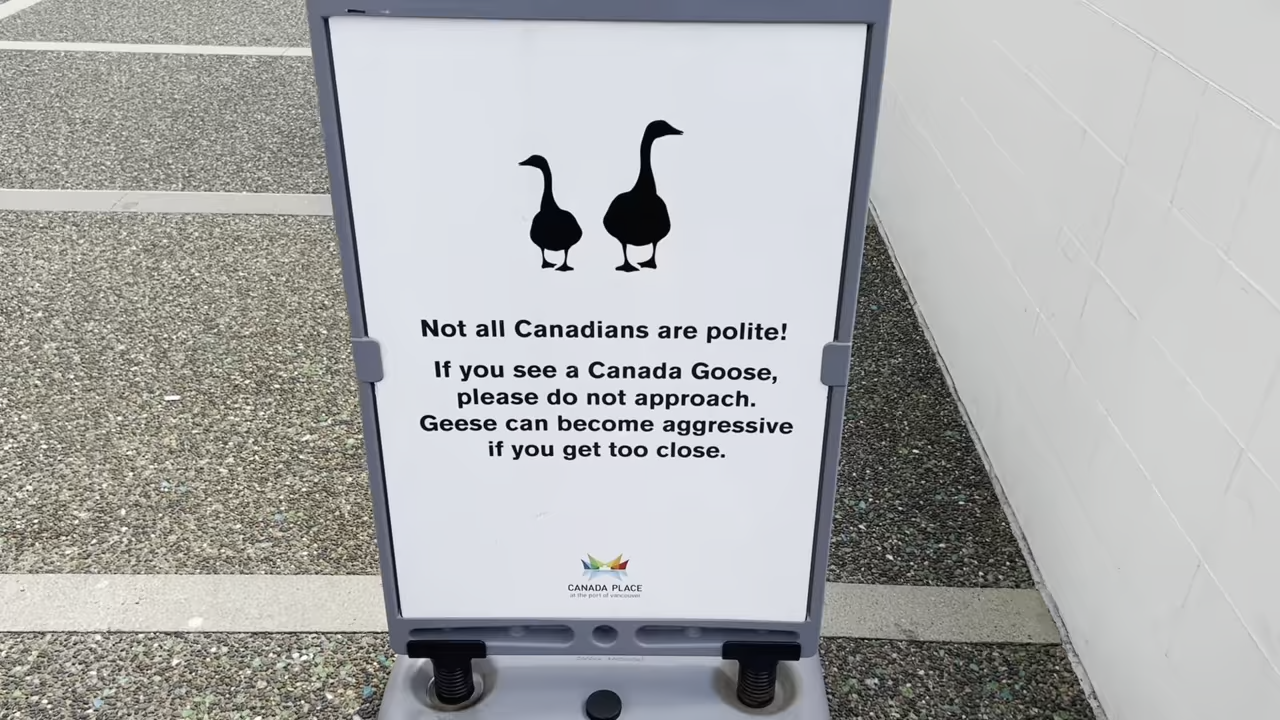 Not all Canadians are polite!
If you see a Canada Goose,
please do not approach.
Geese can become aggressive
if you get too close.
CANADA PLACE
at the port of vancouver